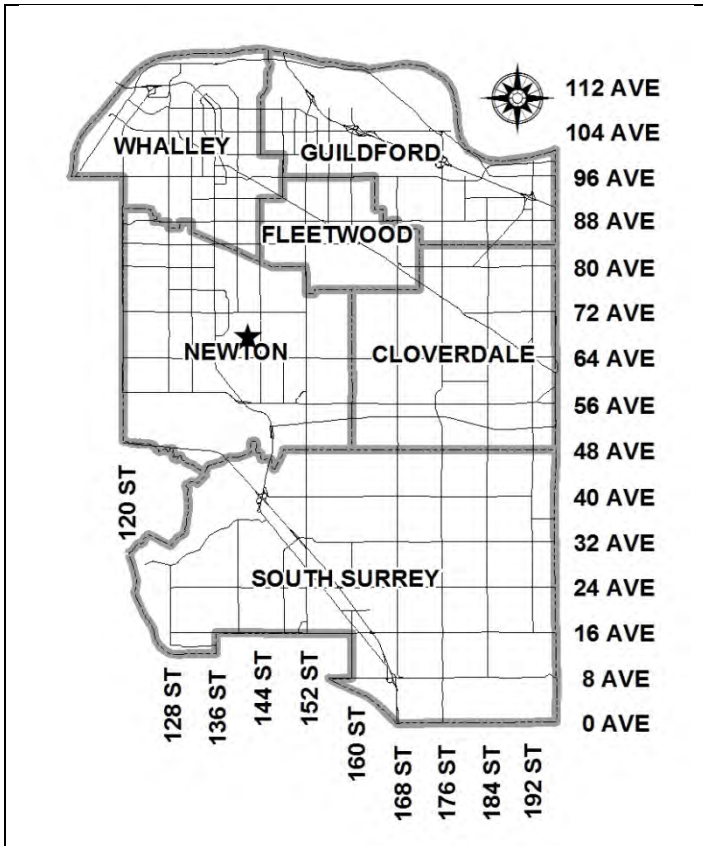 112 AVE
104 AVE
WHALLEY
GUILDFORD
96 AVE
88 AVE
FLEETWOOD
80 AVE
72 AVE
NEWTON
CLOVERDALE
64 AVE
56 AVE
48 AVE
120 ST
40 AVE
32 AVE
SOUTH SURREY
24 AVE
16 AVE
8 AVE
0 AVE
128 ST
136 ST
144 ST
152 ST
160 ST
168 ST
176 ST
184 ST
192 ST